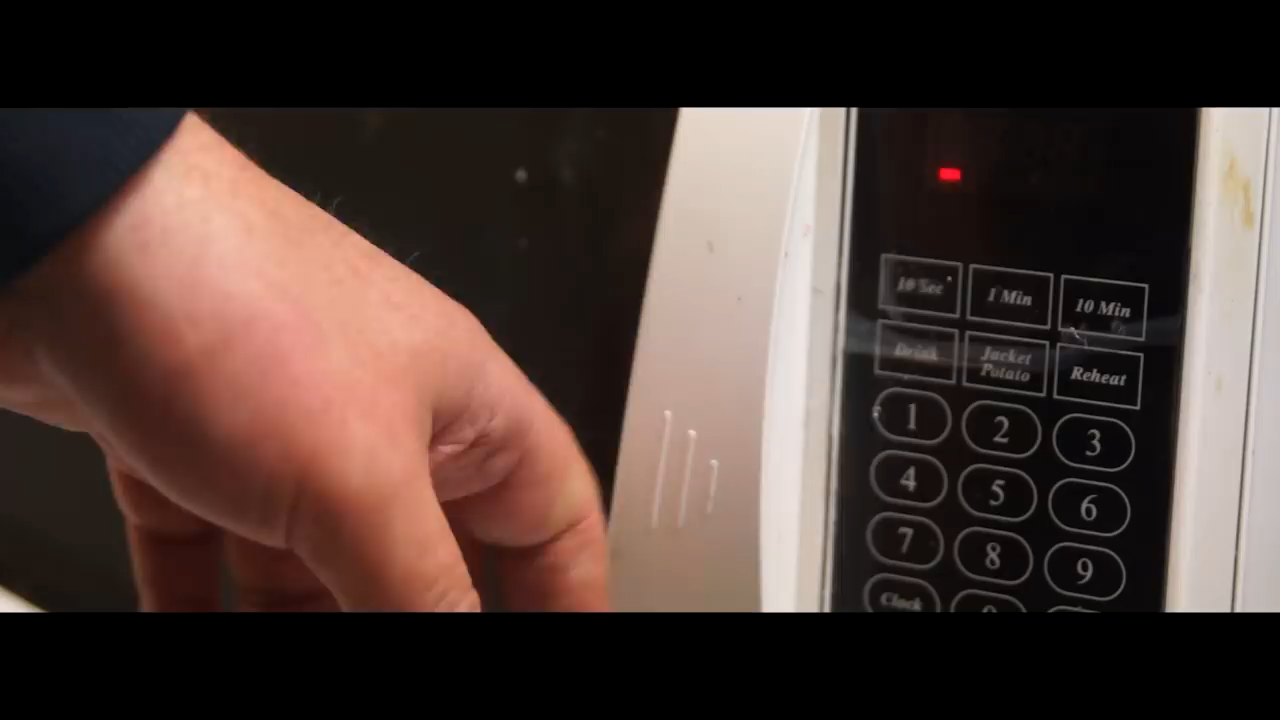 10 Sec 1 Min 10 Min
Drink Jacket Potato Reheat
1 2 3
4 5 6
7 8 9
Clock 0